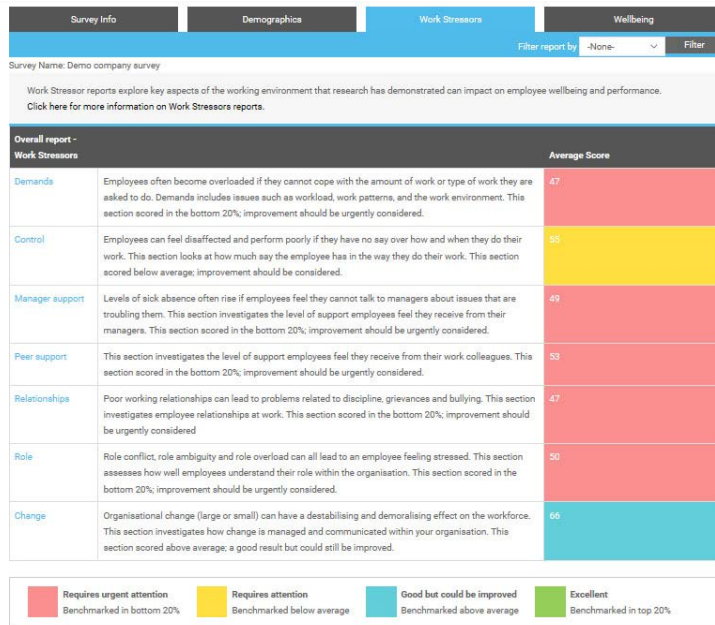 Survey Info
Demographics
Work Stressors
Wellbeing
Filter report by
-None-
Filter
Survey Name: Demo company survey
Work Stressor reports explore key aspects of the working environment that research has demonstrated can impact on employee wellbeing and performance.
Click here for more information on Work Stressors reports.
Overall report -
Work Stressors
Average Score
Demands
Employees often become overloaded if they cannot cope with the amount of work or type of work they are
asked to do. Demands includes issues such as workload, work patterns, and the work environment. This
section scored in the bottom 20%; improvement should be urgently considered.
47
Control
Employees can feel disaffected and perform poorly if they have no say over how and when they do their
work. This section looks at how much say the employee has in the way they do their work. This section
scored below average; improvement should be considered.
55
Manager support
Levels of sick absence often rise if employees feel they cannot talk to managers about issues that are
troubling them. This section investigates the level of support employees feel they receive from their
managers. This section scored in the bottom 20%; improvement should be urgently considered.
49
Peer support
This section investigates the level of support employees feel they receive from their work colleagues. This
section scored in the bottom 20%; improvement should be urgently considered.
53
Relationships
Poor working relationships can lead to problems related to discipline, grievances and bullying. This section
investigates employee relationships at work. This section scored in the bottom 20%; improvement should
be urgently considered
47
Role
Role conflict, role ambiguity and role overload can all lead to an employee feeling stressed. This section
assesses how well employees understand their role within the organisation. This section scored in the
bottom 20%; improvement should be urgently considered.
50
Change
Organisational change (large or small) can have a destabilising and demoralising effect on the workforce.
This section investigates how change is managed and communicated within your organisation. This
section scored above average; a good result but could still be improved.
66
Requires urgent attention
Benchmarked in bottom 20%
Requires attention
Benchmarked below average
Good but could be improved
Benchmarked above average
Excellent
Benchmarked in top 20%